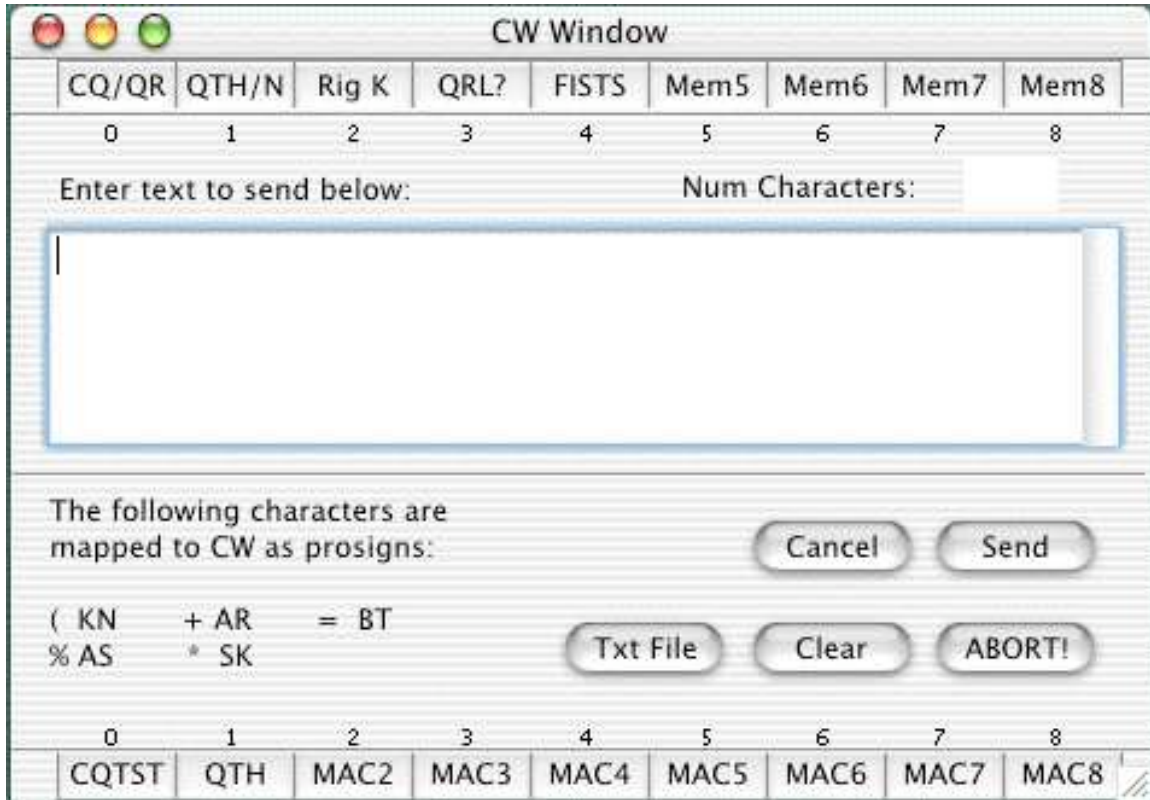 CW Window
CQ/QR QTH/N Rig K QRL? FISTS Mem5 Mem6 Mem7 Mem8
0 1 2 3 4 5 6 7 8
Enter text to send below: Num Characters:
The following characters are
mapped to CW as prosigns:
Cancel Send
( KN + AR = BT
% AS * SK
Txt File Clear ABORT!
0 1 2 3 4 5 6 7 8
CQTST QTH MAC2 MAC3 MAC4 MAC5 MAC6 MAC7 MAC8